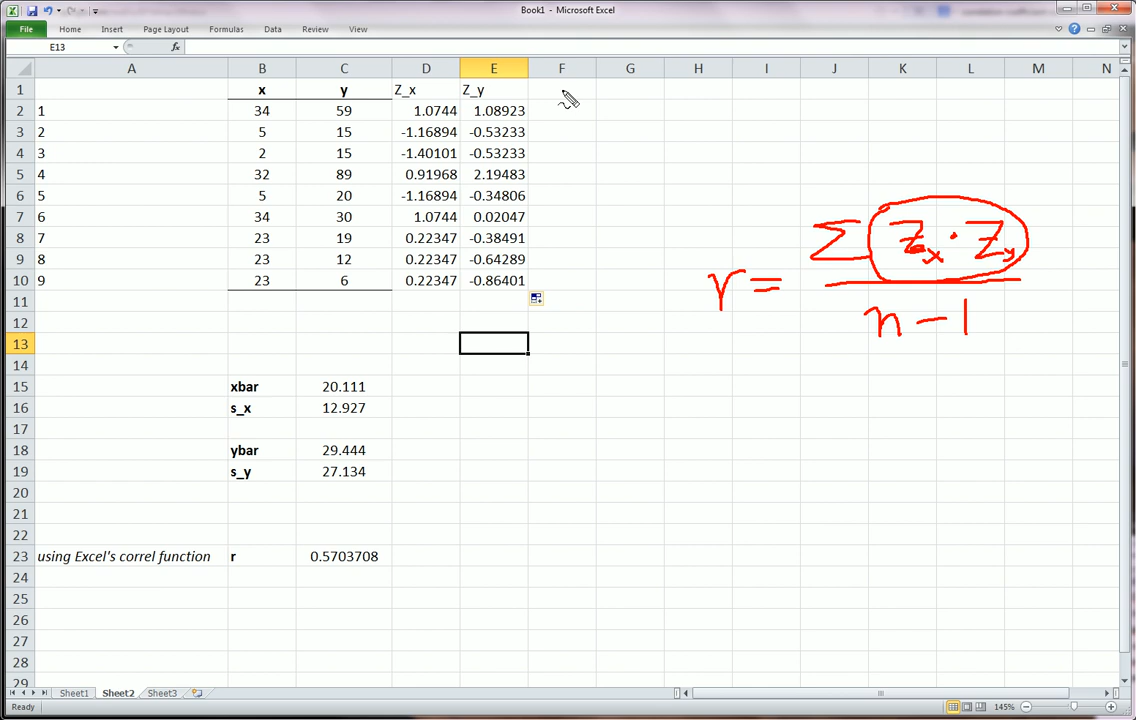 Book1 - Microsoft Excel
File Home Insert Page Layout Formulas Data Review View
E13 fx
A B C D E F G H I J K L M N
1 x y Z_x Z_y
2 1 34 59 1.0744 1.08923
3 2 5 15 -1.16894 -0.53233
4 3 2 15 -1.40101 -0.53233
5 4 32 89 0.91968 2.19483
6 5 5 20 -1.16894 -0.34806
7 6 34 30 1.0744 0.02047
8 7 23 19 0.22347 -0.38491
9 8 23 12 0.22347 -0.64289
10 9 23 6 0.22347 -0.86401
Σ Zx · Zy
r =
n - 1
11
12
13
14
15 xbar 20.111
16 s_x 12.927
17
18 ybar 29.444
19 s_y 27.134
20
21
22
23 using Excel's correl function r 0.5703708
24
25
26
27
28
29
Sheet1 Sheet2 Sheet3
Ready 145%